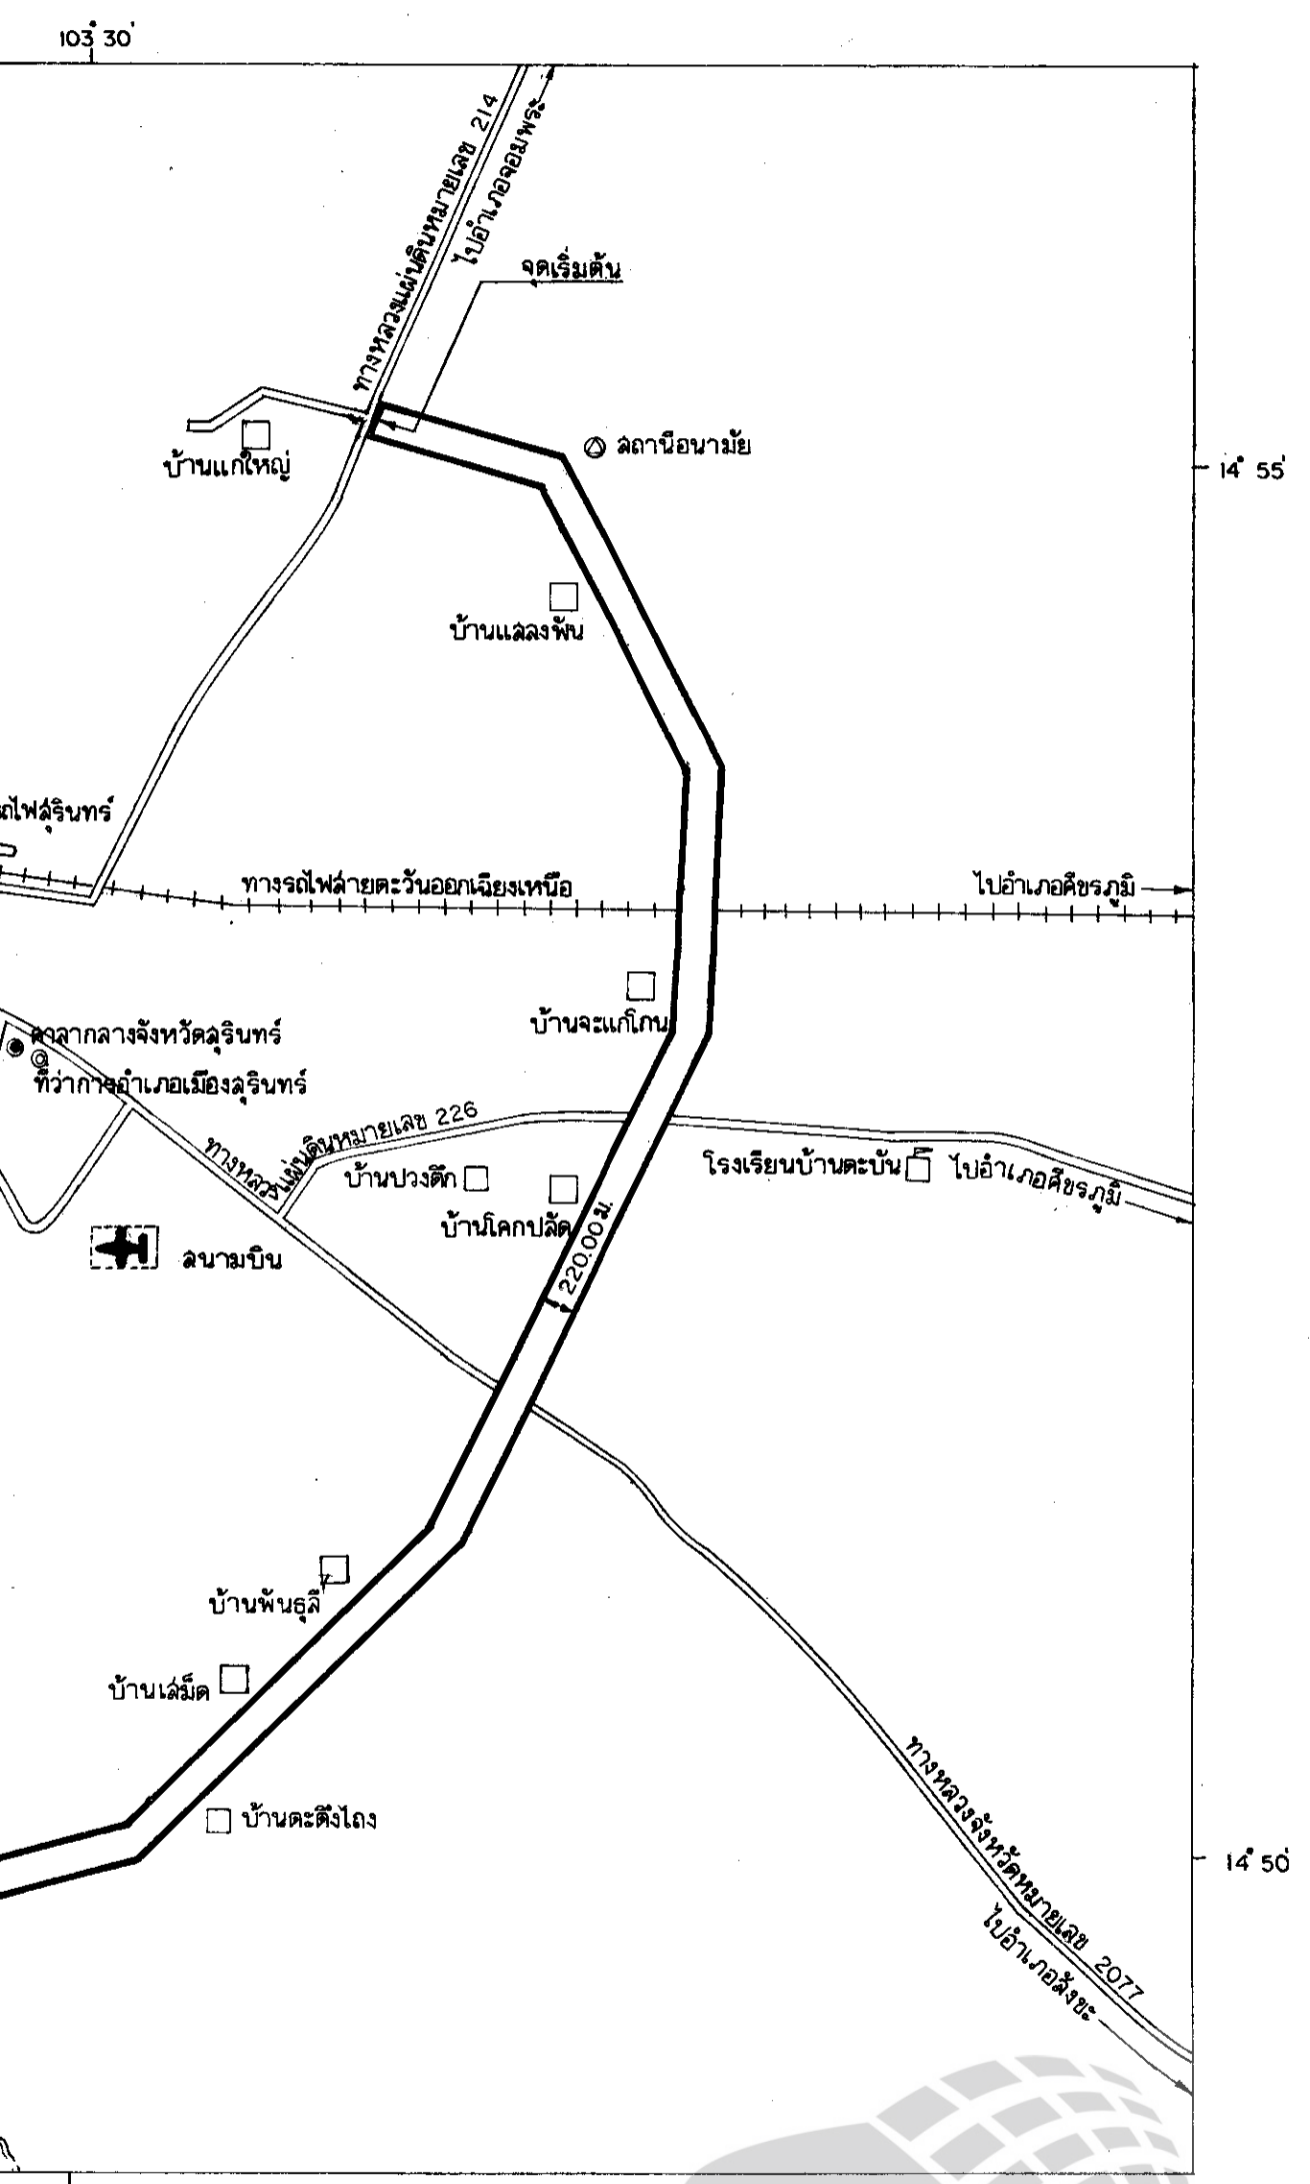 103° 30'
ทางหลวงแผ่นดินหมายเลข 214
ไปอำเภอจอมพระ
จุดเริ่มต้น
สถานีอนามัย
14° 55'
บ้านแกใหญ่
บ้านแสลงพัน
รถไฟสุรินทร์
ทางรถไฟสายตะวันออกเฉียงเหนือ
ไปอำเภอศีขรภูมิ
บ้านจะแกโกน
ศาลากลางจังหวัดสุรินทร์
ที่ว่าการอำเภอเมืองสุรินทร์
ทางหลวงแผ่นดินหมายเลข 226
บ้านปวงตึก
โรงเรียนบ้านตะบัน
ไปอำเภอศีขรภูมิ
บ้านโคกปลัด
220.00 ม.
สนามบิน
บ้านพันธุลี
บ้านเสม็ด
บ้านตะตึงไถง
ทางหลวงจังหวัดหมายเลข 2077
14° 50'
ไปอำเภอสังขะ